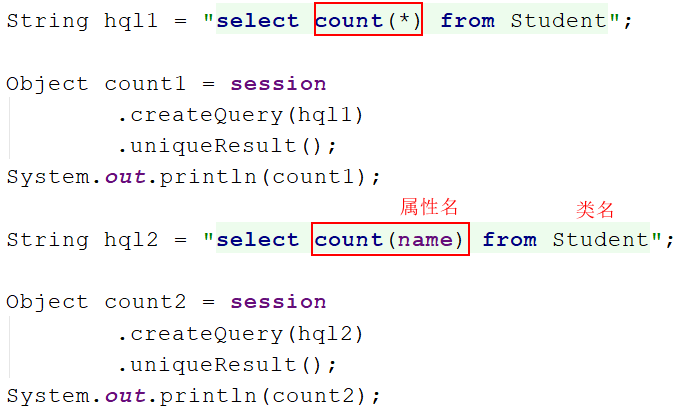 String hql1 = "select count(*) from Student";
Object count1 = session
.createQuery(hql1)
.uniqueResult();
System.out.println(count1);
属性名 类名
String hql2 = "select count(name) from Student";
Object count2 = session
.createQuery(hql2)
.uniqueResult();
System.out.println(count2);